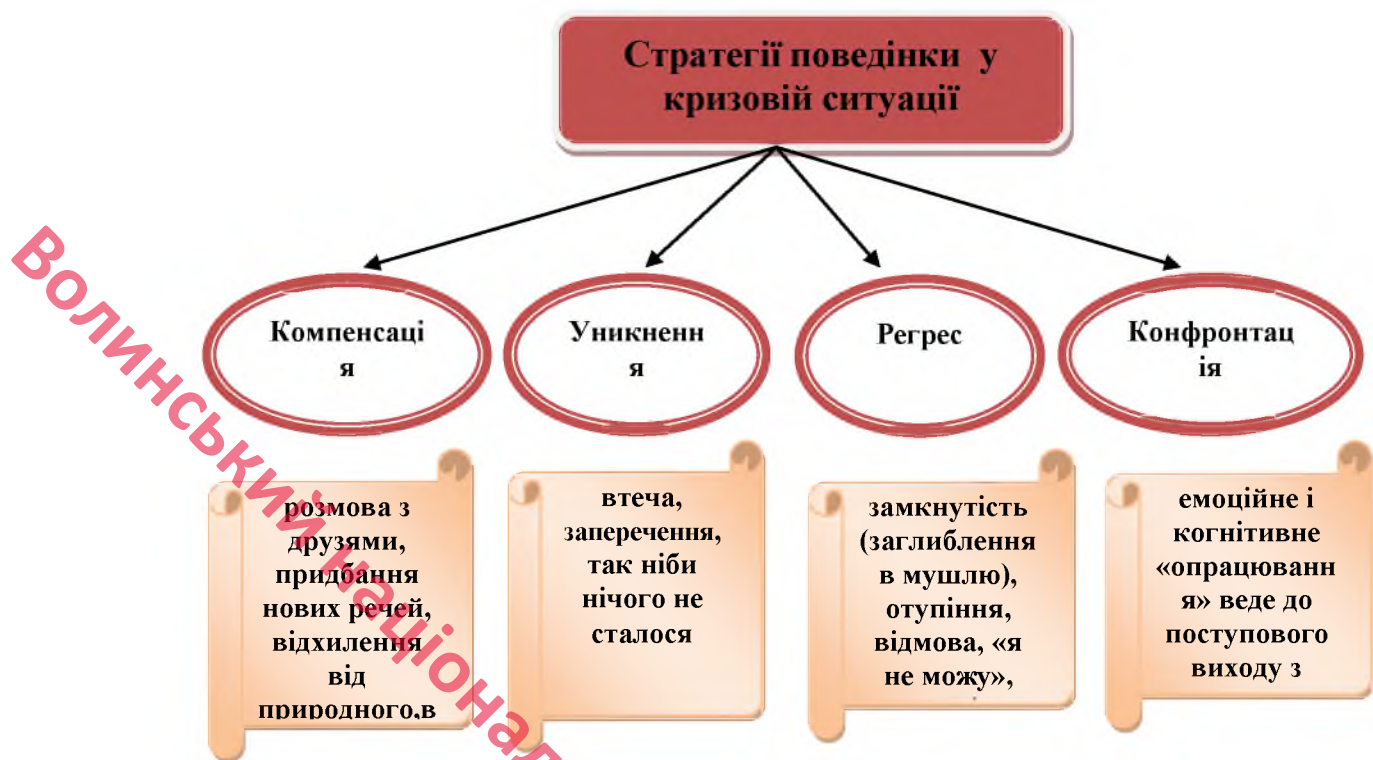 Стратегії поведінки у
кризовій ситуації
Компенсаці
я
Уникненн
я
Регрес
Конфронтац
ія
розмова з
друзями,
придбання
нових речей,
відхилення
від
природного,в
втеча,
заперечення,
так ніби
нічого не
сталося
замкнутість
(заглиблення
в мушлю),
отупіння,
відмова, «я
не можу»,
емоційне і
когнітивне
«опрацюванн
я» веде до
поступового
виходу з
Волинський націонал